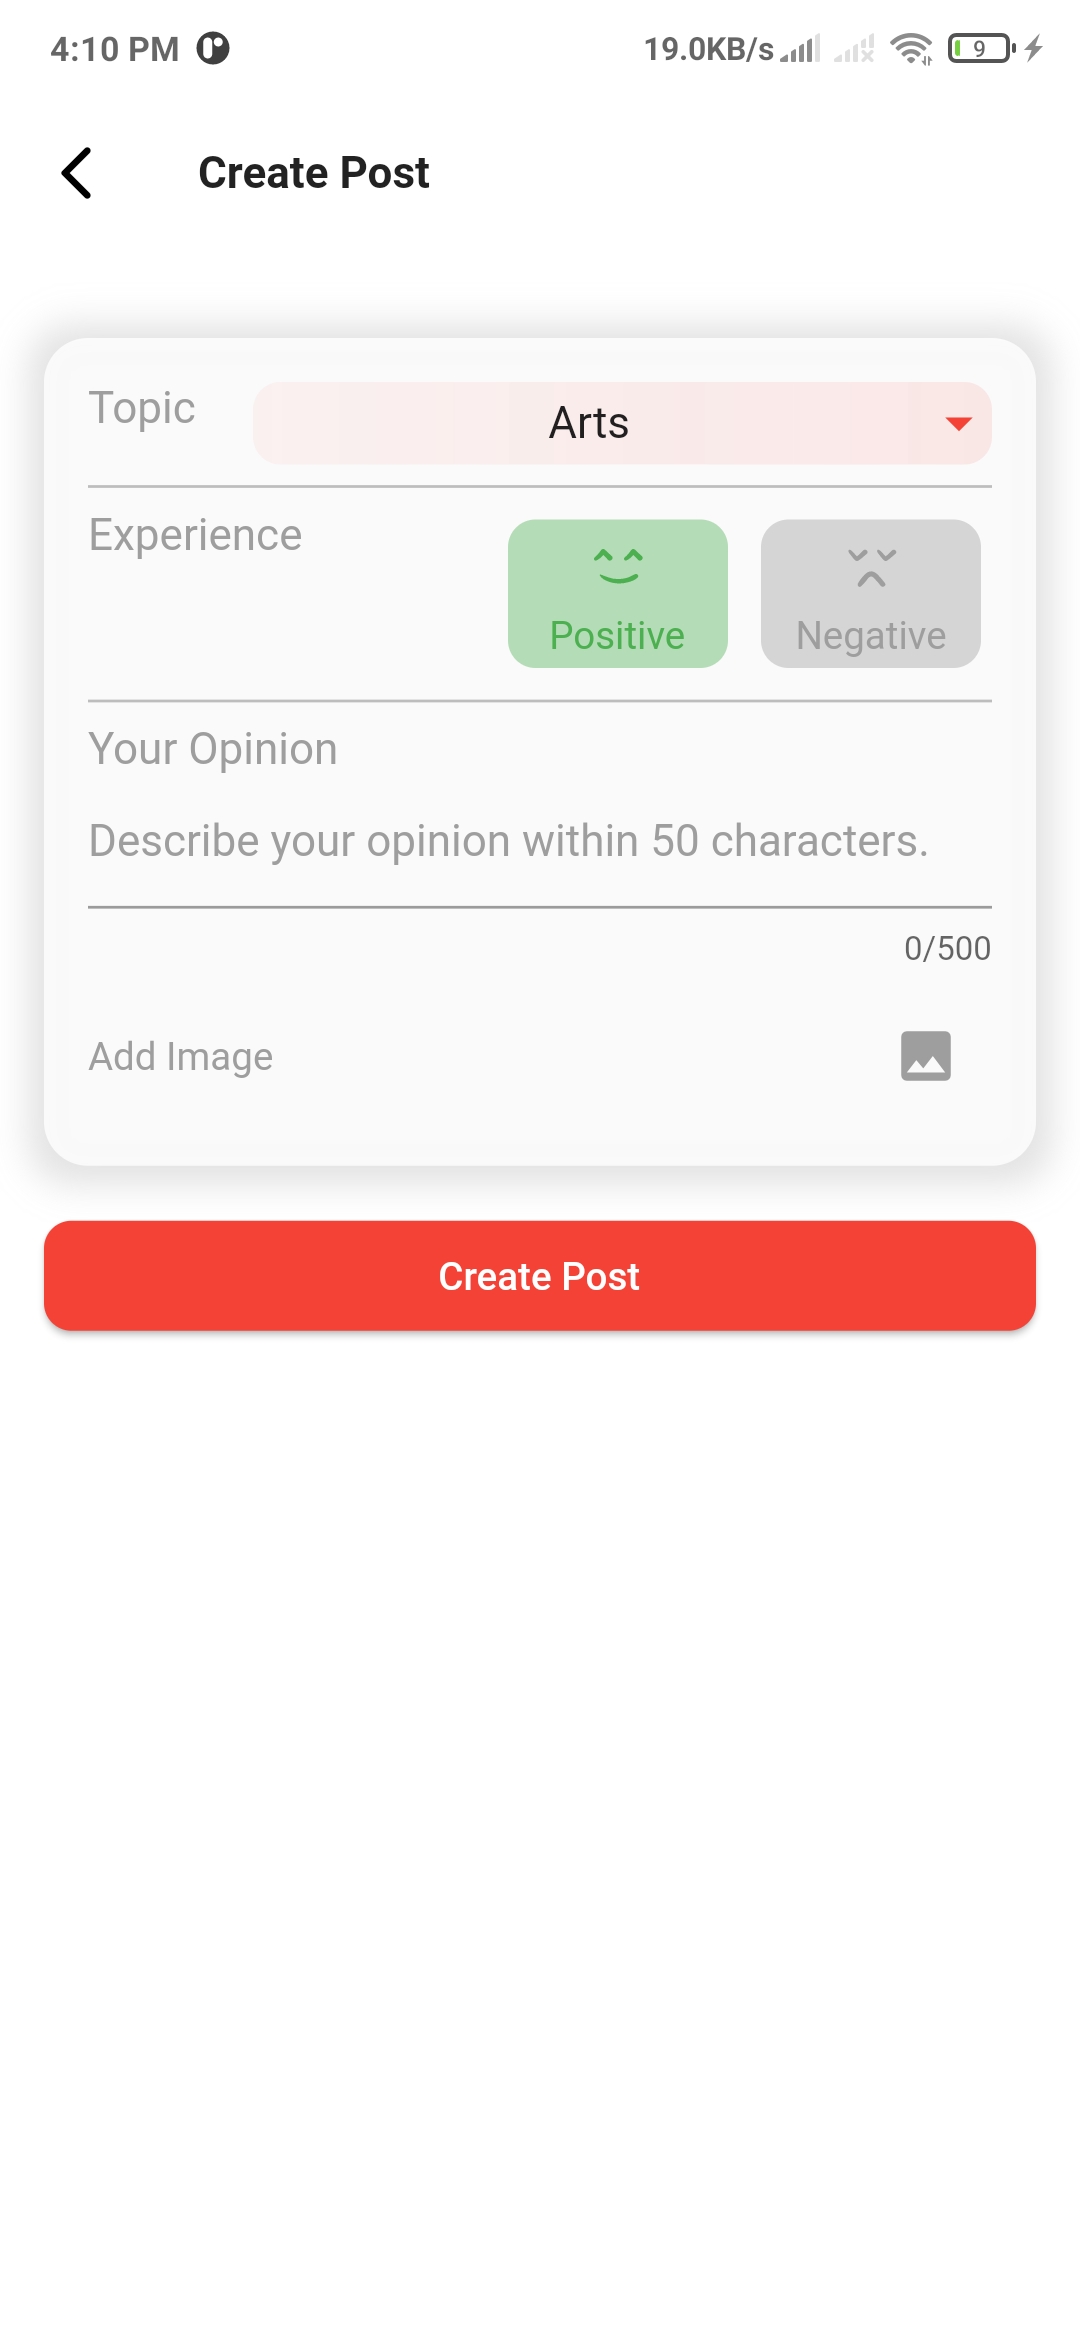 4:10 PM 19.0KB/s 9
Create Post
Topic Arts
Experience
Positive Negative
Your Opinion
Describe your opinion within 50 characters.
0/500
Add Image
Create Post